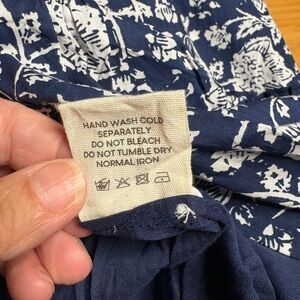 HAND WASH COLD
SEPARATELY
DO NOT BLEACH
DO NOT TUMBLE DRY
NORMAL IRON